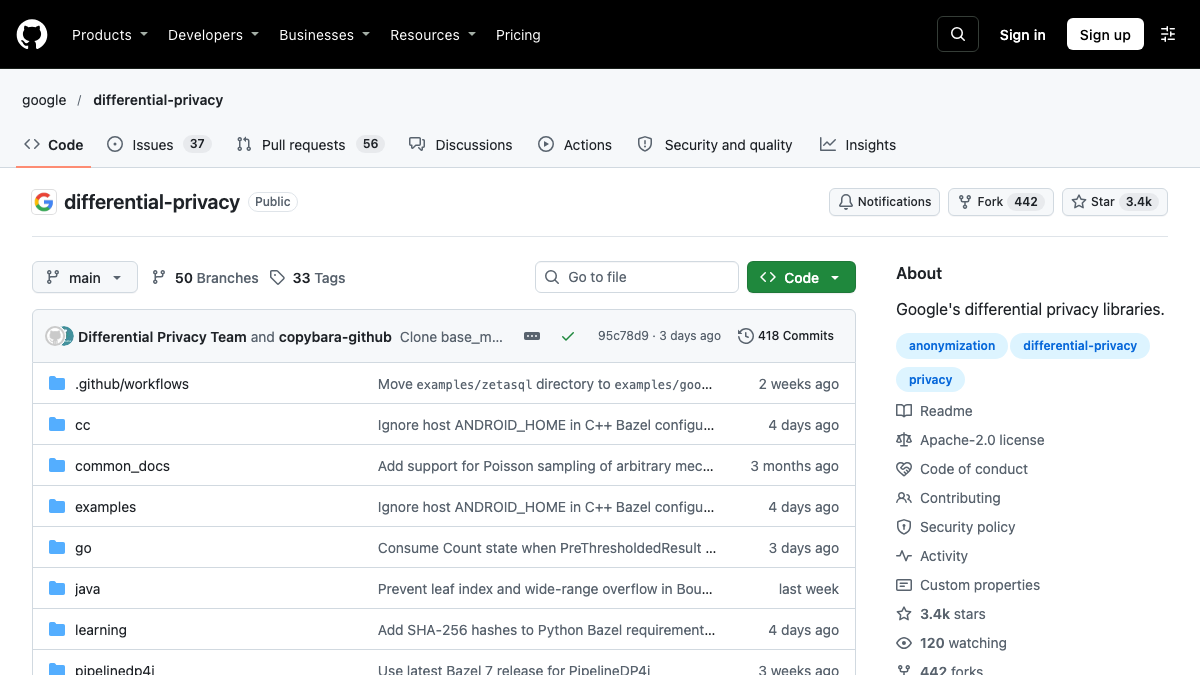 Products Developers Businesses Resources Pricing Sign in Sign up
google / differential-privacy
Code Issues 37 Pull requests 56 Discussions Actions Security and quality Insights
differential-privacy Public Notifications Fork 442 Star 3.4k
main 50 Branches 33 Tags Go to file Code
Differential Privacy Team and copybara-github Clone base_m... 95c78d9 · 3 days ago 418 Commits
.github/workflows Move examples/zetasql directory to examples/goo... 2 weeks ago
cc Ignore host ANDROID_HOME in C++ Bazel configu... 4 days ago
common_docs Add support for Poisson sampling of arbitrary mec... 3 months ago
examples Ignore host ANDROID_HOME in C++ Bazel configu... 4 days ago
go Consume Count state when PreThresholdedResult ... 3 days ago
java Prevent leaf index and wide-range overflow in Bou... last week
learning Add SHA-256 hashes to Python Bazel requirement... 4 days ago
pipelinedp4j Use latest Bazel 7 release for PipelineDP4j 3 weeks ago
About
Google's differential privacy libraries.
anonymization differential-privacy
privacy
Readme
Apache-2.0 license
Code of conduct
Contributing
Security policy
Activity
Custom properties
3.4k stars
120 watching
442 forks